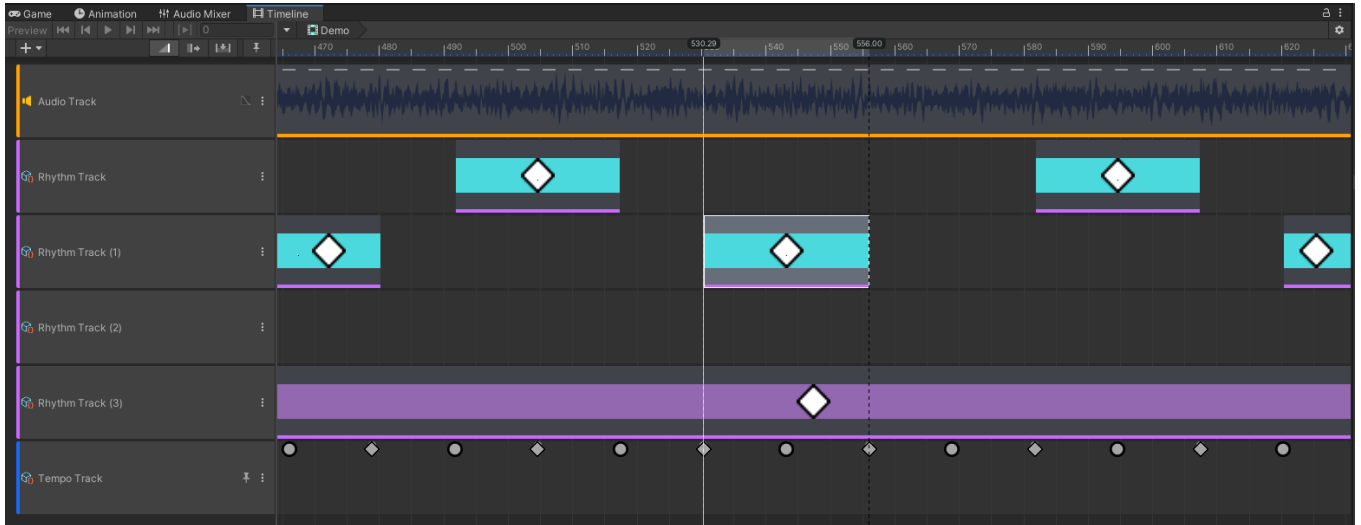 Game Animation Audio Mixer Timeline
Preview 0 Demo
470 480 490 500 510 520 530.29 540 550 556.00 560 570 580 590 600 610 620
Audio Track
Rhythm Track
Rhythm Track (1)
Rhythm Track (2)
Rhythm Track (3)
Tempo Track